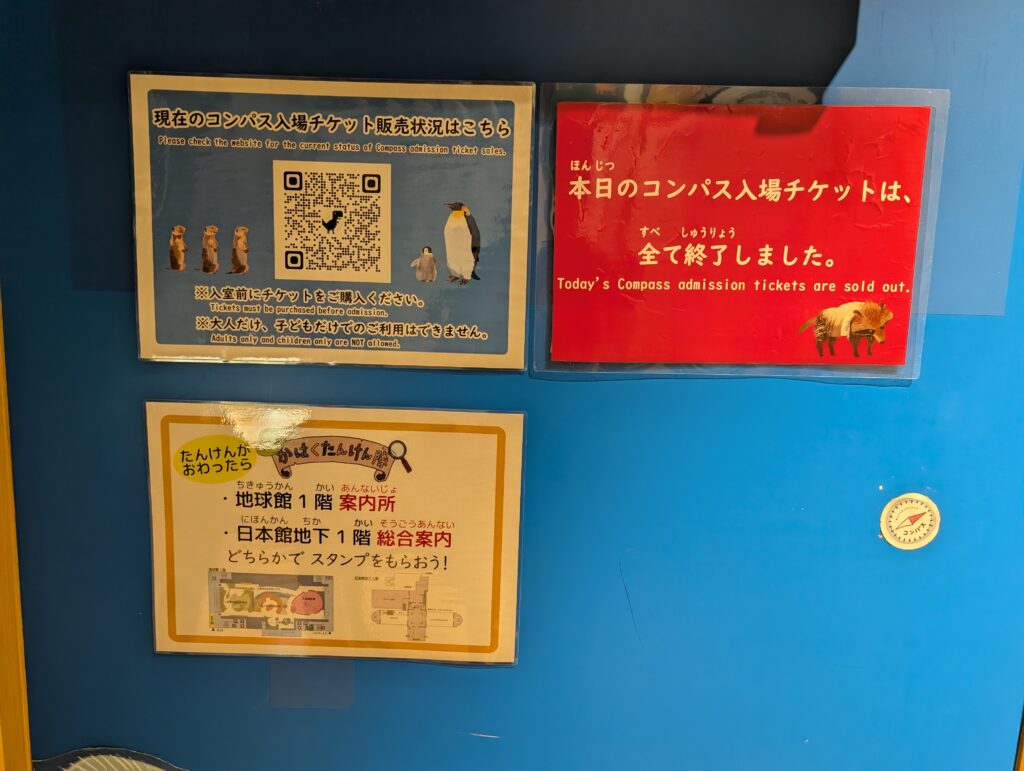 現在のコンパス入場チケット販売状況はこちら
Please check the website for the current status of Compass admission ticket sales.
※入室前にチケットをご購入ください。
Tickets must be purchased before admission.
※大人だけ、子どもだけでのご利用はできません。
Adults only and children only are NOT allowed.
ほんじつ
本日のコンパス入場チケットは、
すべ しゅうりょう
全て終了しました。
Today's Compass admission tickets are sold out.
たんけんが
おわったら
かはくたんけん隊
ちきゅうかん かい あんないじょ
・地球館1階 案内所
にほんかん ちか かい そうごうあんない
・日本館地下1階 総合案内
どちらかで スタンプをもらおう!
コンパス